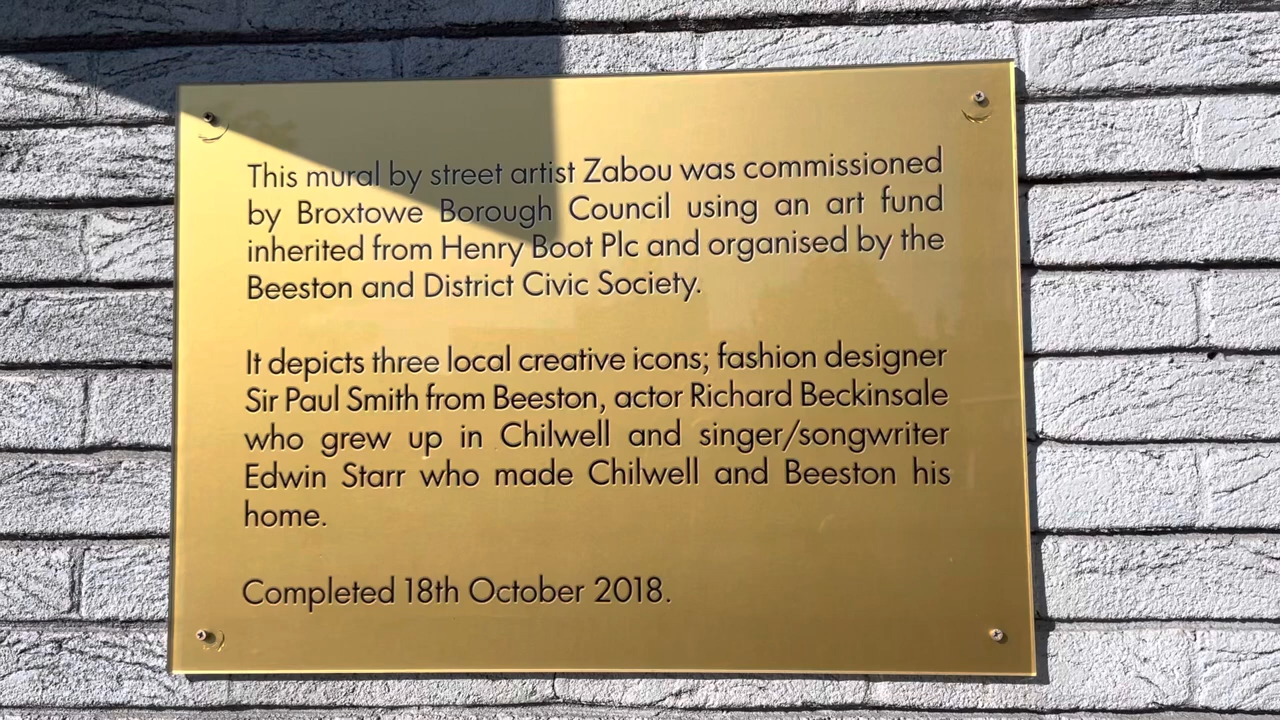 This mural by street artist Zabou was commissioned
by Broxtowe Borough Council using an art fund
inherited from Henry Boot Plc and organised by the
Beeston and District Civic Society.
It depicts three local creative icons; fashion designer
Sir Paul Smith from Beeston, actor Richard Beckinsale
who grew up in Chilwell and singer/songwriter
Edwin Starr who made Chilwell and Beeston his
home.
Completed 18th October 2018.